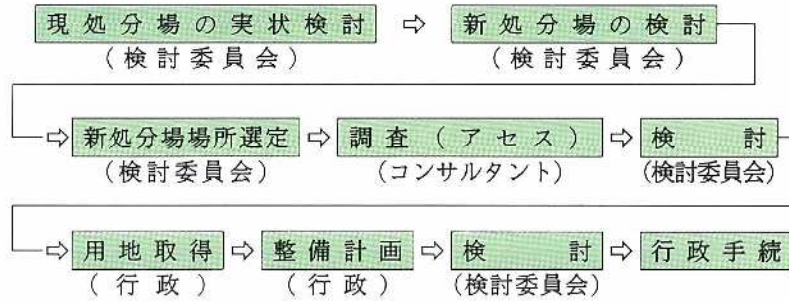 現処分場の実状検討 ⇨ 新処分場の検討
(検討委員会) (検討委員会)
⇨ 新処分場場所選定 ⇨ 調査(アセス) ⇨ 検討
(検討委員会) (コンサルタント) (検討委員会)
⇨ 用地取得 ⇨ 整備計画 ⇨ 検討 ⇨ 行政手続
(行政) (行政) (検討委員会)